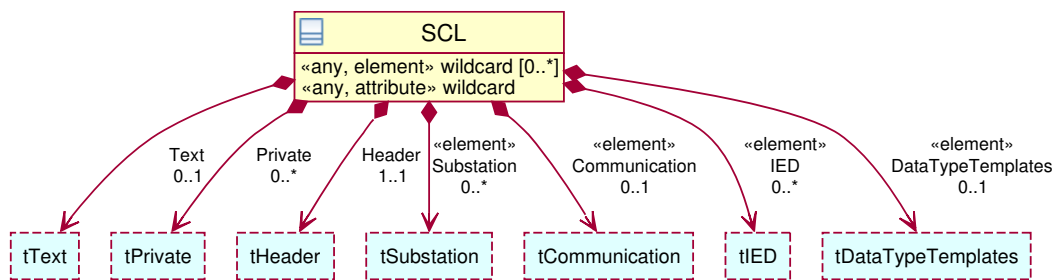 SCL
«any, element» wildcard [0..*]
«any, attribute» wildcard
Text
0..1
Private
0..*
Header
1..1
«element»
Substation
0..*
«element»
Communication
0..1
«element»
IED
0..*
«element»
DataTypeTemplates
0..1
tText
tPrivate
tHeader
tSubstation
tCommunication
tIED
tDataTypeTemplates